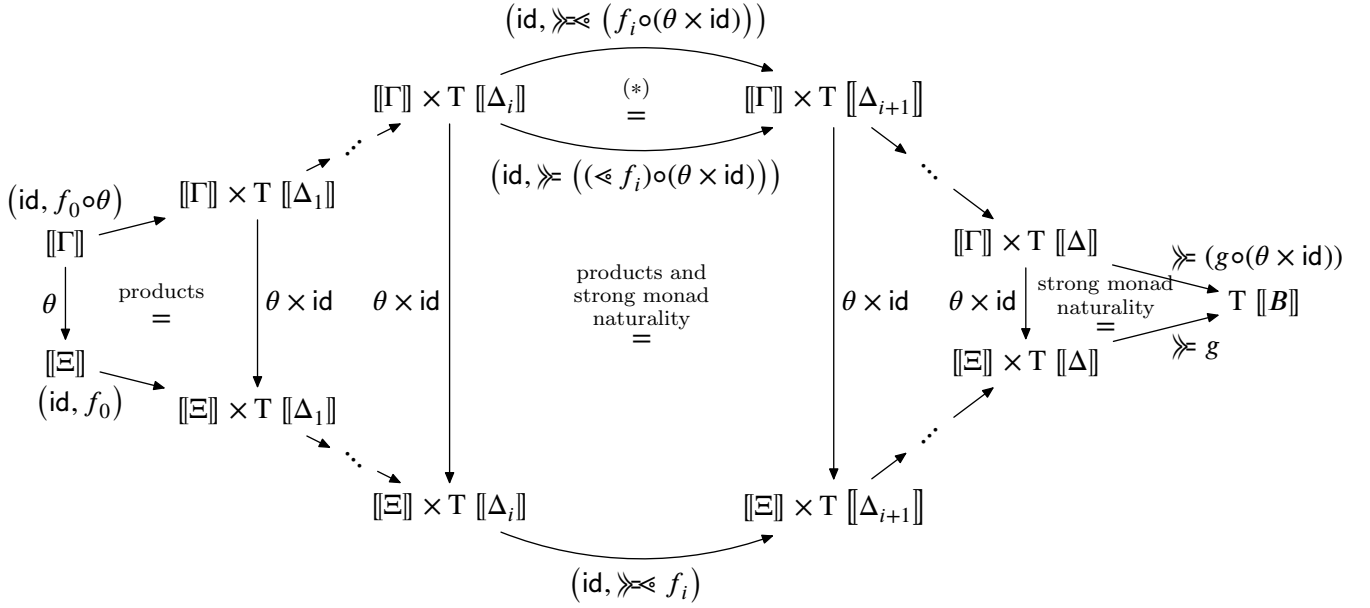 (id, ⋙⋘ (f_i∘(θ × id)))
⟦Γ⟧ × T ⟦Δ_i⟧
(∗)
=
⟦Γ⟧ × T ⟦Δ_{i+1}⟧
(id, ⋙= ((⋖ f_i)∘(θ × id)))
⋰
⋱
(id, f_0∘θ)
⟦Γ⟧ × T ⟦Δ_1⟧
⟦Γ⟧
⟦Γ⟧ × T ⟦Δ⟧
⋙= (g∘(θ × id))
θ
products
=
θ × id
θ × id
products and
strong monad
naturality
=
θ × id
θ × id
strong monad
naturality
=
T ⟦B⟧
⟦Ξ⟧
⟦Ξ⟧ × T ⟦Δ⟧
⋙= g
(id, f_0)
⟦Ξ⟧ × T ⟦Δ_1⟧
⋱
⋰
⟦Ξ⟧ × T ⟦Δ_i⟧
⟦Ξ⟧ × T ⟦Δ_{i+1}⟧
(id, ⋙⋘ f_i)